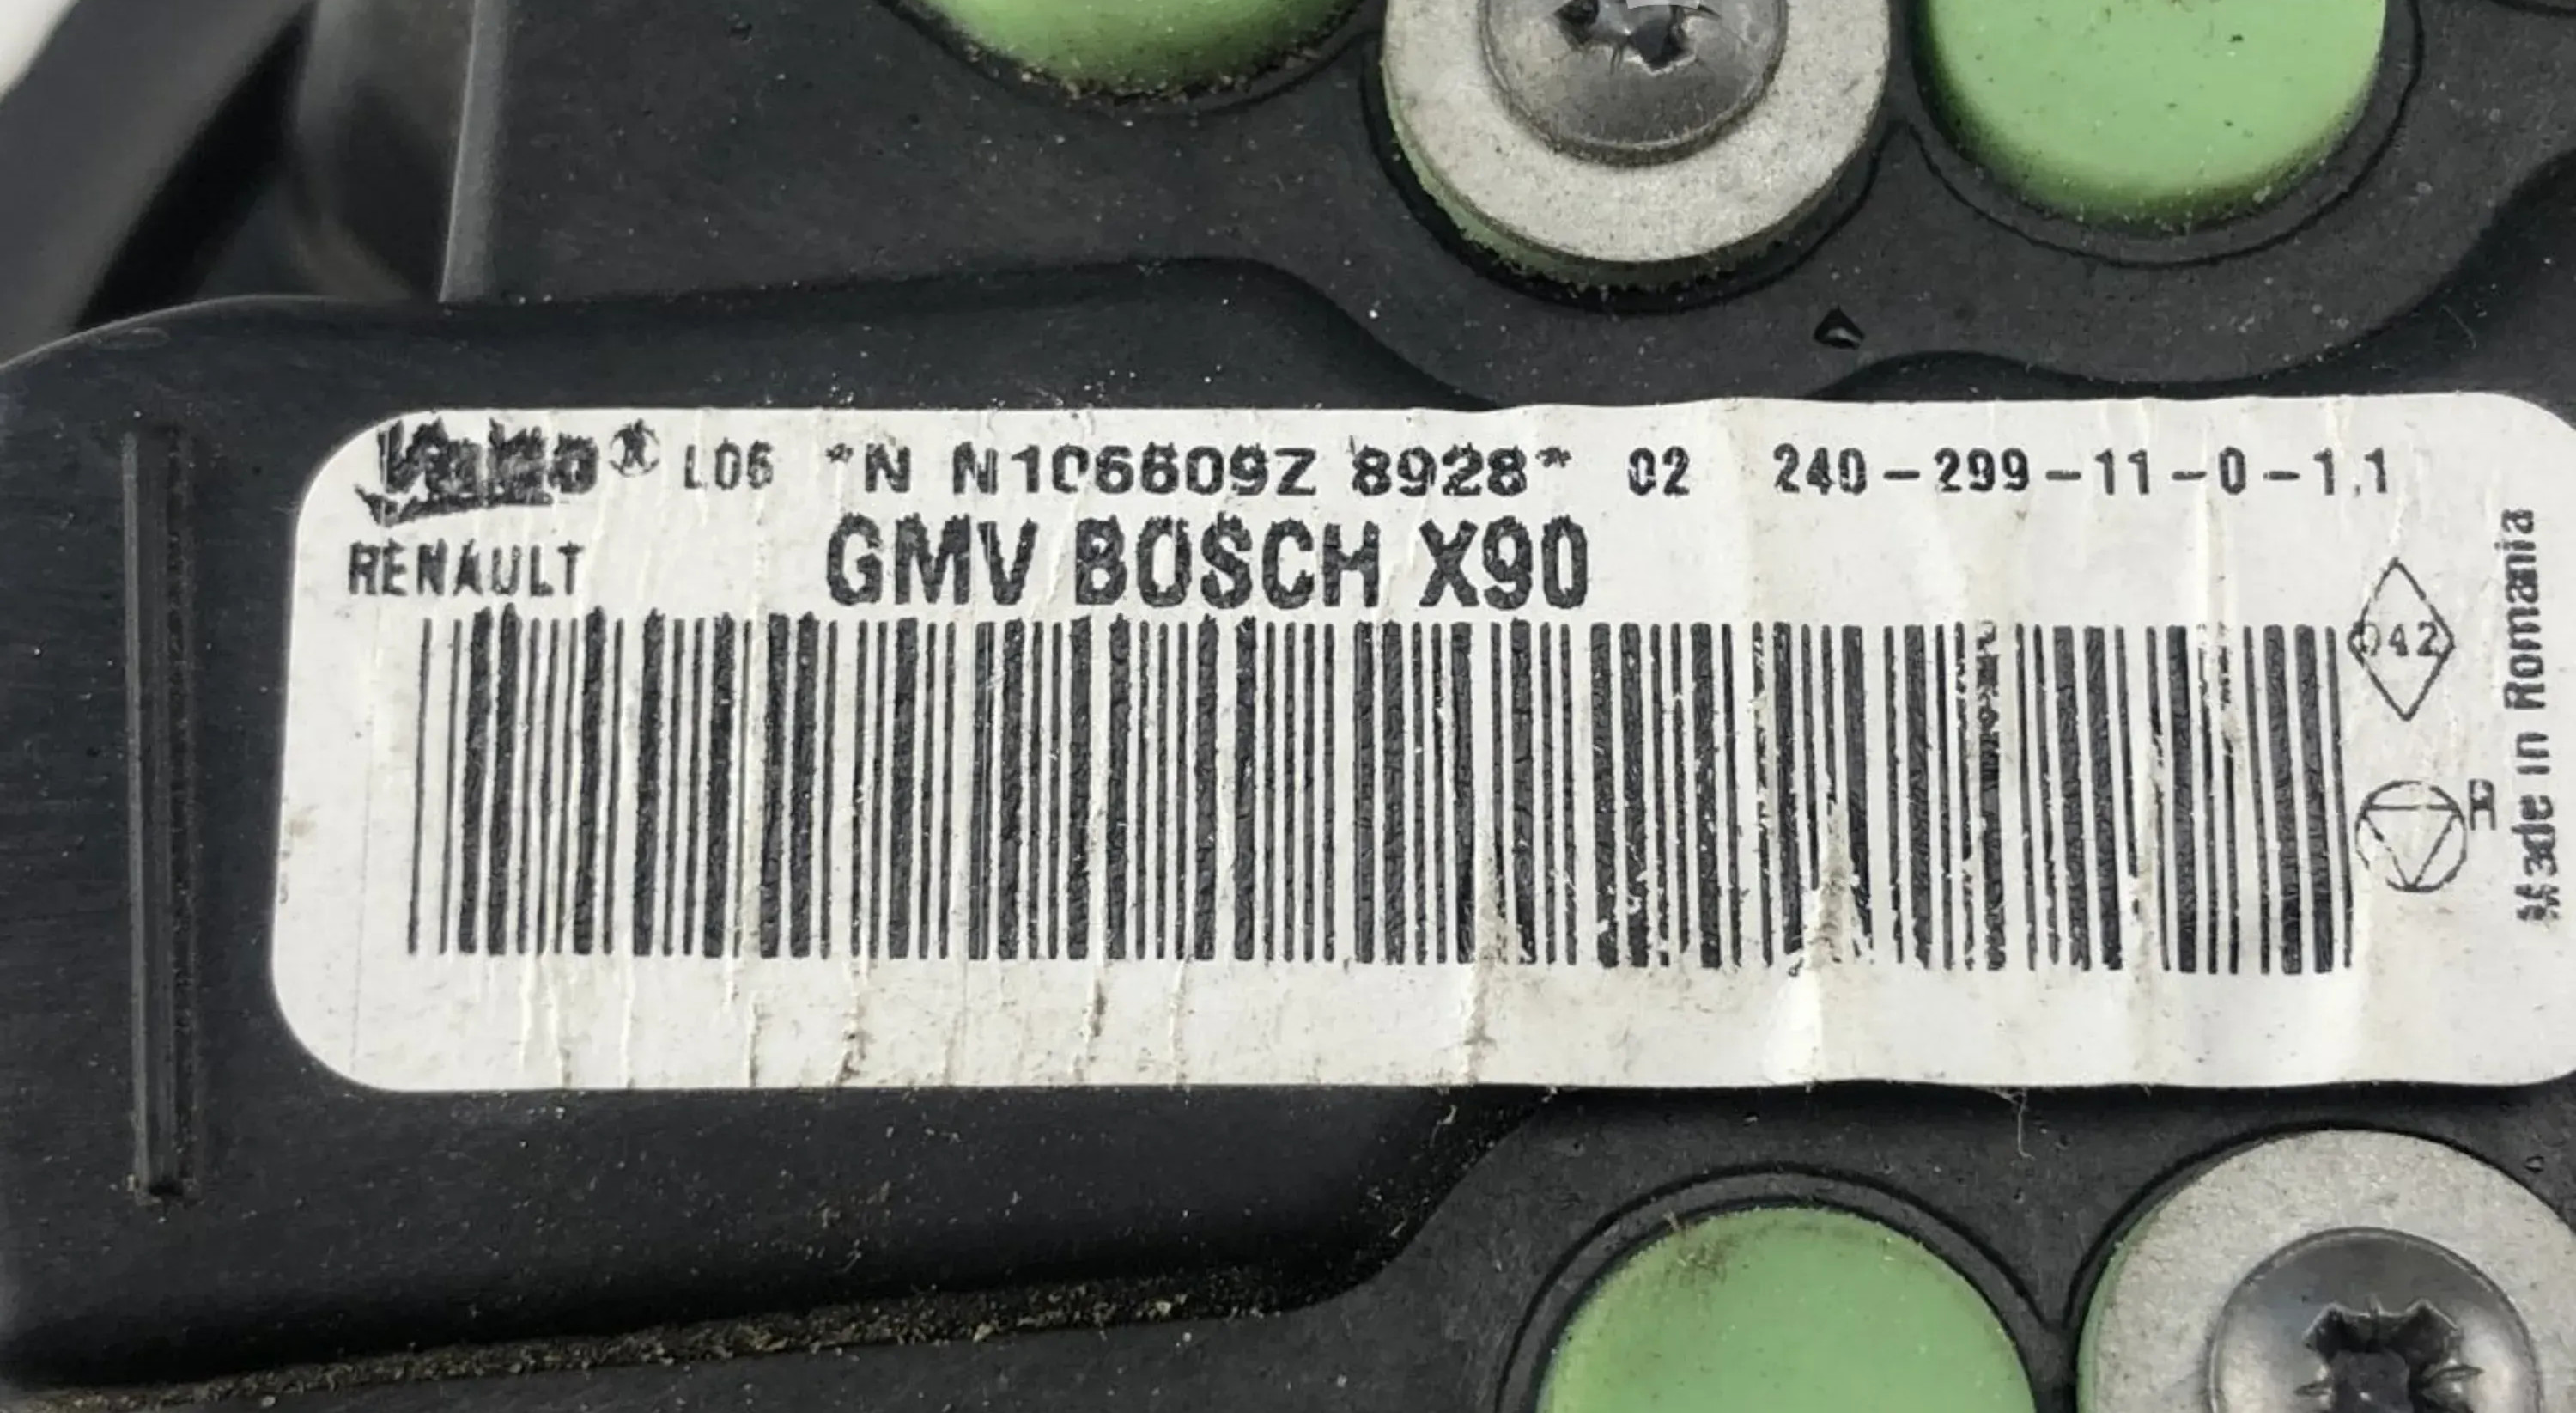 Valeo® L06 *N N106609Z 8928* 02 240-299-11-0-1.1
RENAULT GMV BOSCH X90
042
R
Made in Romania